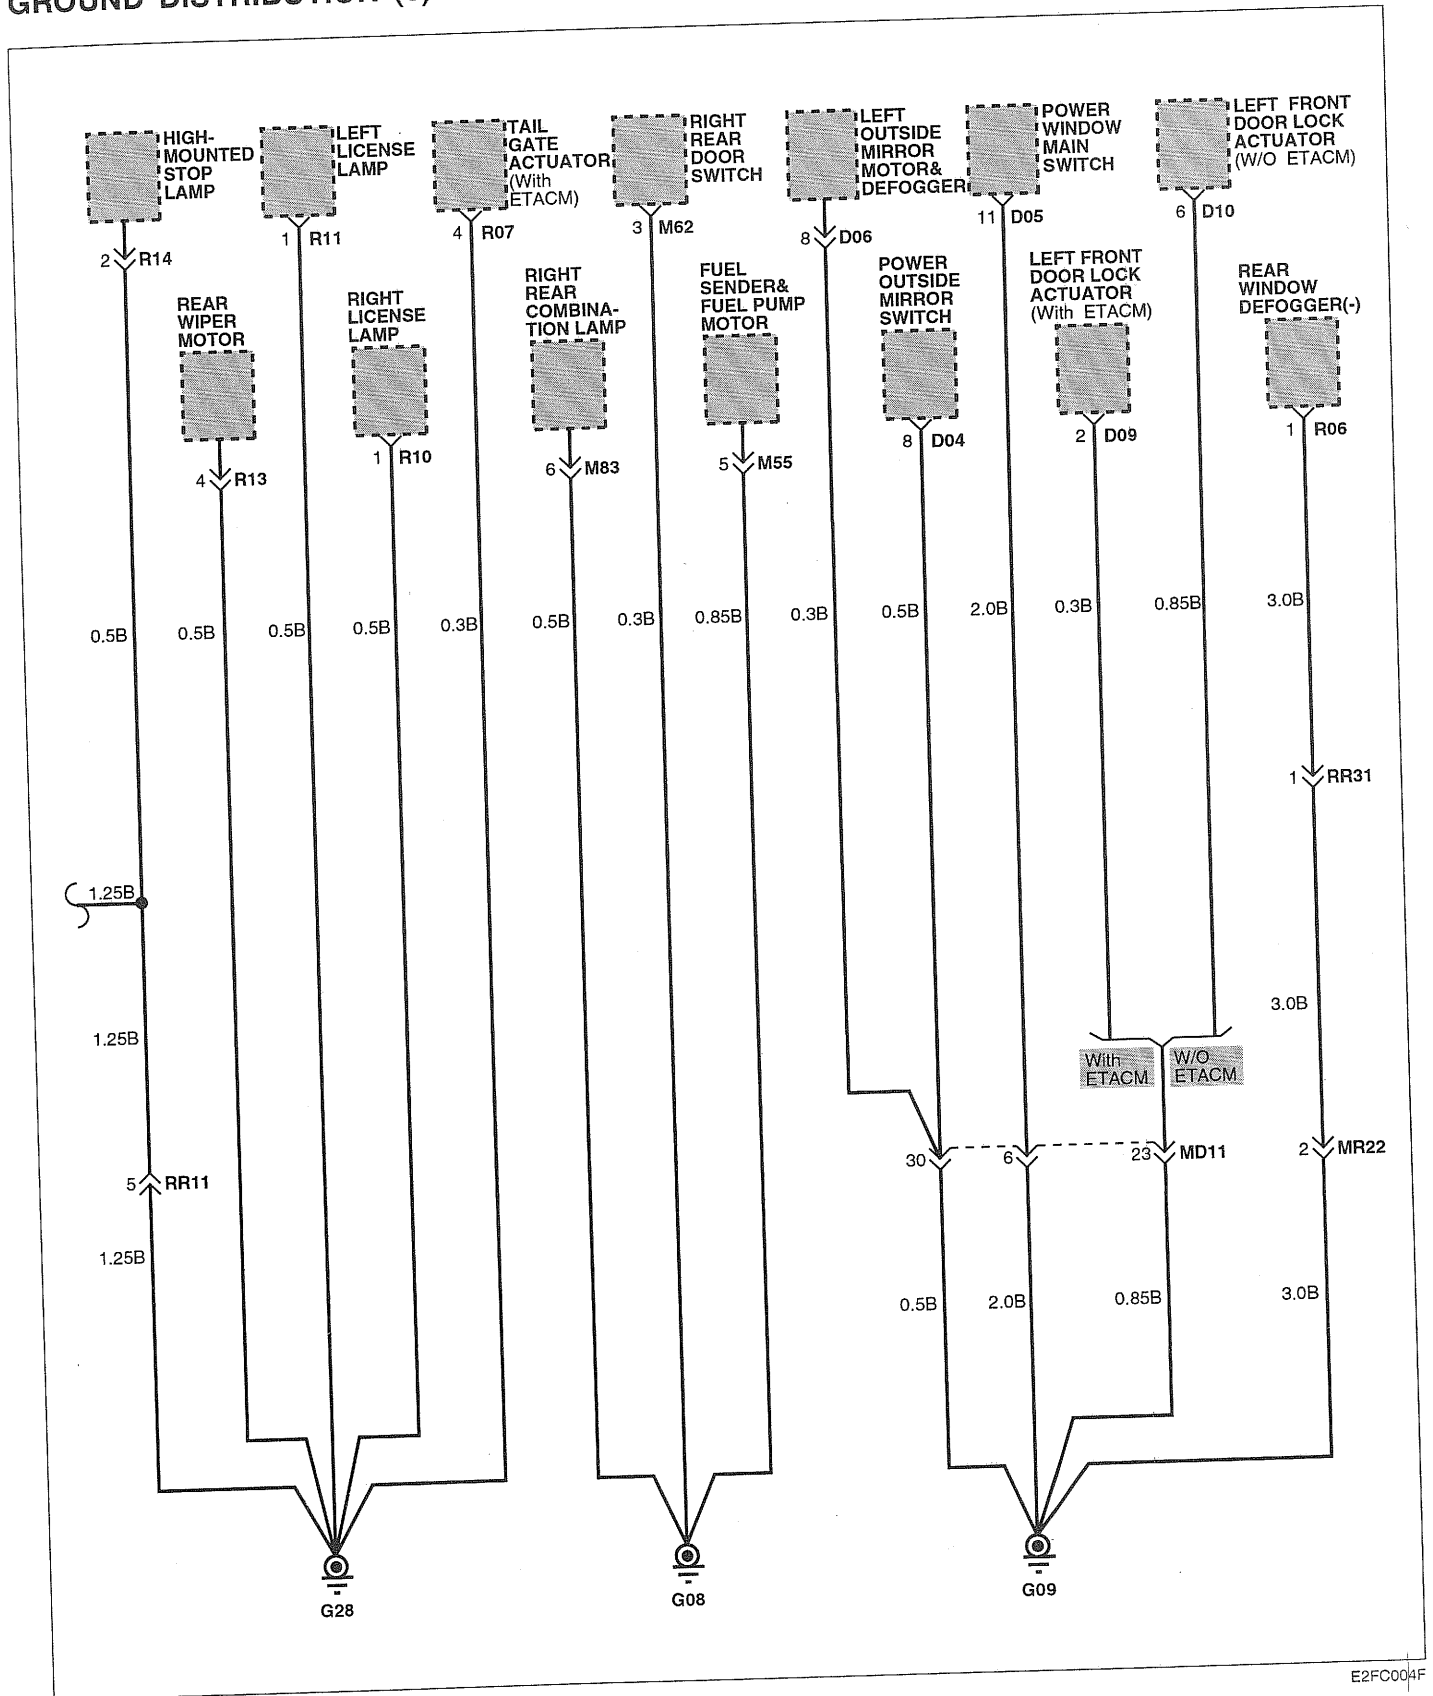 GROUND DISTRIBUTION
HIGH-
MOUNTED
STOP
LAMP
LEFT
LICENSE
LAMP
TAIL
GATE
ACTUATOR
(With
ETACM)
RIGHT
REAR
DOOR
SWITCH
LEFT
OUTSIDE
MIRROR
MOTOR&
DEFOGGER
POWER
WINDOW
MAIN
SWITCH
LEFT FRONT
DOOR LOCK
ACTUATOR
(W/O ETACM)
2 R14
1 R11
4 R07
3 M62
8 D06
11 D05
6 D10
REAR
WIPER
MOTOR
RIGHT
LICENSE
LAMP
RIGHT
REAR
COMBINA-
TION LAMP
FUEL
SENDER&
FUEL PUMP
MOTOR
POWER
OUTSIDE
MIRROR
SWITCH
LEFT FRONT
DOOR LOCK
ACTUATOR
(With ETACM)
REAR
WINDOW
DEFOGGER(-)
4 R13
1 R10
6 M83
5 M55
8 D04
2 D09
1 R06
0.5B 0.5B 0.5B 0.5B 0.3B 0.5B 0.3B 0.85B 0.3B 0.5B 2.0B 0.3B 0.85B 3.0B
1 RR31
1.25B
1.25B
3.0B
With
ETACM
W/O
ETACM
30 6 23 MD11
2 MR22
5 RR11
1.25B
0.5B 2.0B 0.85B 3.0B
G28
G08
G09
E2FC004F